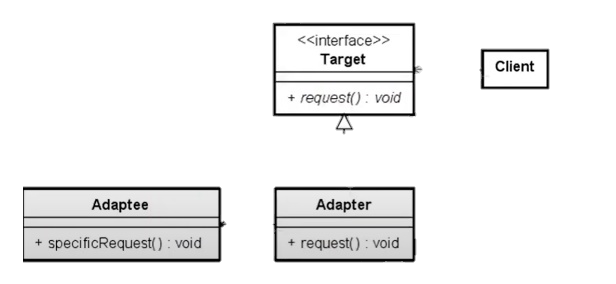 <<interface>>
Target
+ request() : void
Client
Adaptee
+ specificRequest() : void
Adapter
+ request() : void